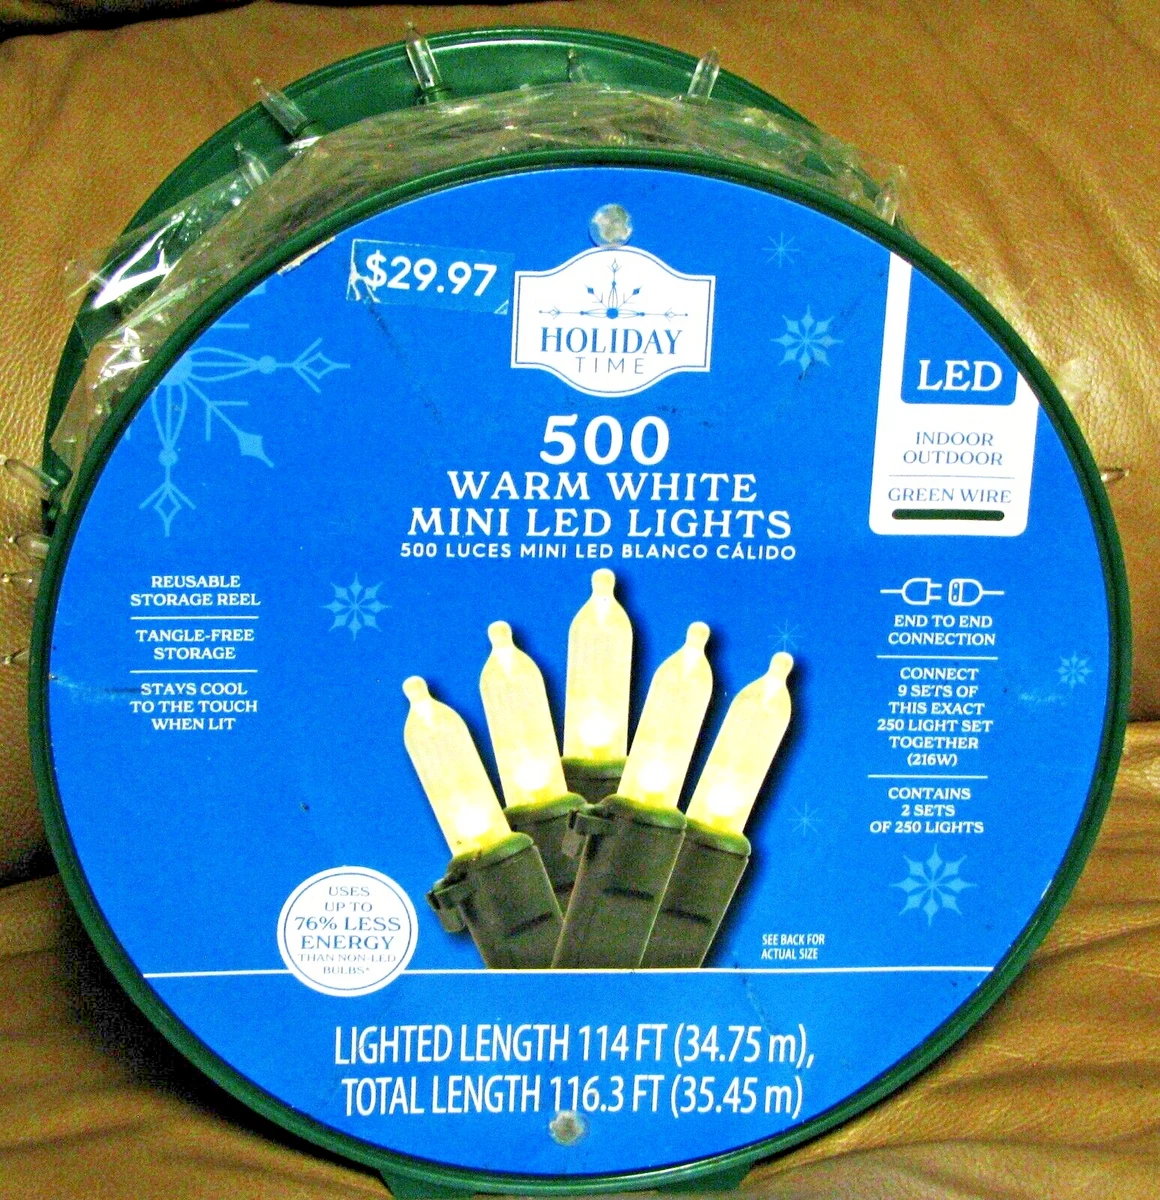 $29.97
HOLIDAY
TIME
500
WARM WHITE
MINI LED LIGHTS
500 LUCES MINI LED BLANCO CÁLIDO
LED
INDOOR
OUTDOOR
GREEN WIRE
REUSABLE
STORAGE REEL
TANGLE-FREE
STORAGE
STAYS COOL
TO THE TOUCH
WHEN LIT
END TO END
CONNECTION
CONNECT
9 SETS OF
THIS EXACT
250 LIGHT SET
TOGETHER
(216W)
CONTAINS
2 SETS
OF 250 LIGHTS
USES
UP TO
76% LESS
ENERGY
THAN NON-LED
BULBS*
SEE BACK FOR
ACTUAL SIZE
LIGHTED LENGTH 114 FT (34.75 m),
TOTAL LENGTH 116.3 FT (35.45 m)